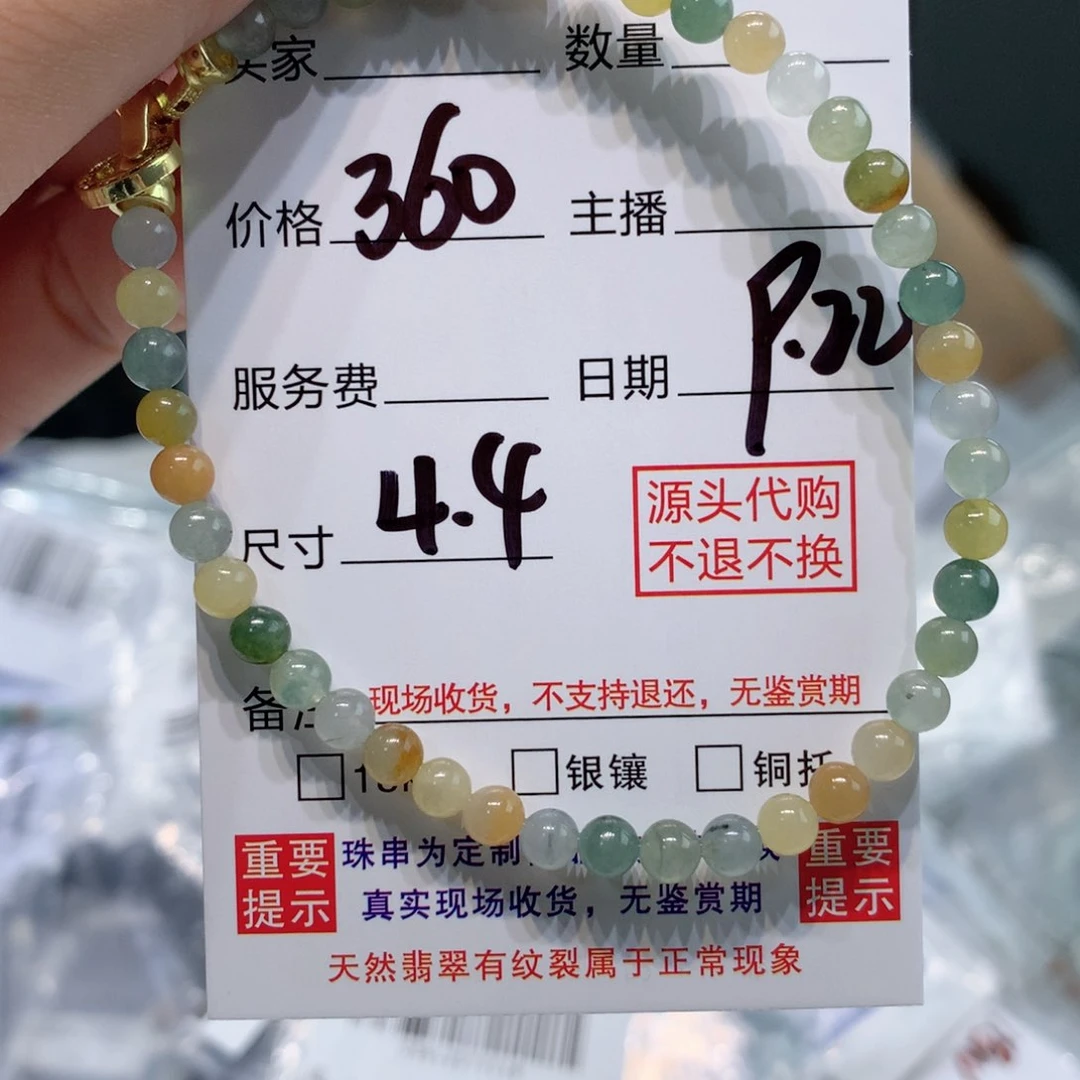 家 数量
价格 360 主播
服务费 日期 P.22
尺寸 4.4
源头代购
不退不换
备注 现场收货，不支持退还，无鉴赏期
银镶 铜托
重要
提示
珠串为定制
真实现场收货，无鉴赏期
重要
提示
天然翡翠有纹裂属于正常现象